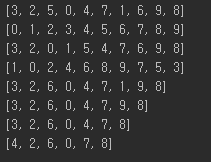 [3, 2, 5, 0, 4, 7, 1, 6, 9, 8]
[0, 1, 2, 3, 4, 5, 6, 7, 8, 9]
[3, 2, 0, 1, 5, 4, 7, 6, 9, 8]
[1, 0, 2, 4, 6, 8, 9, 7, 5, 3]
[3, 2, 6, 0, 4, 7, 1, 9, 8]
[3, 2, 6, 0, 4, 7, 9, 8]
[3, 2, 6, 0, 4, 7, 8]
[4, 2, 6, 0, 7, 8]